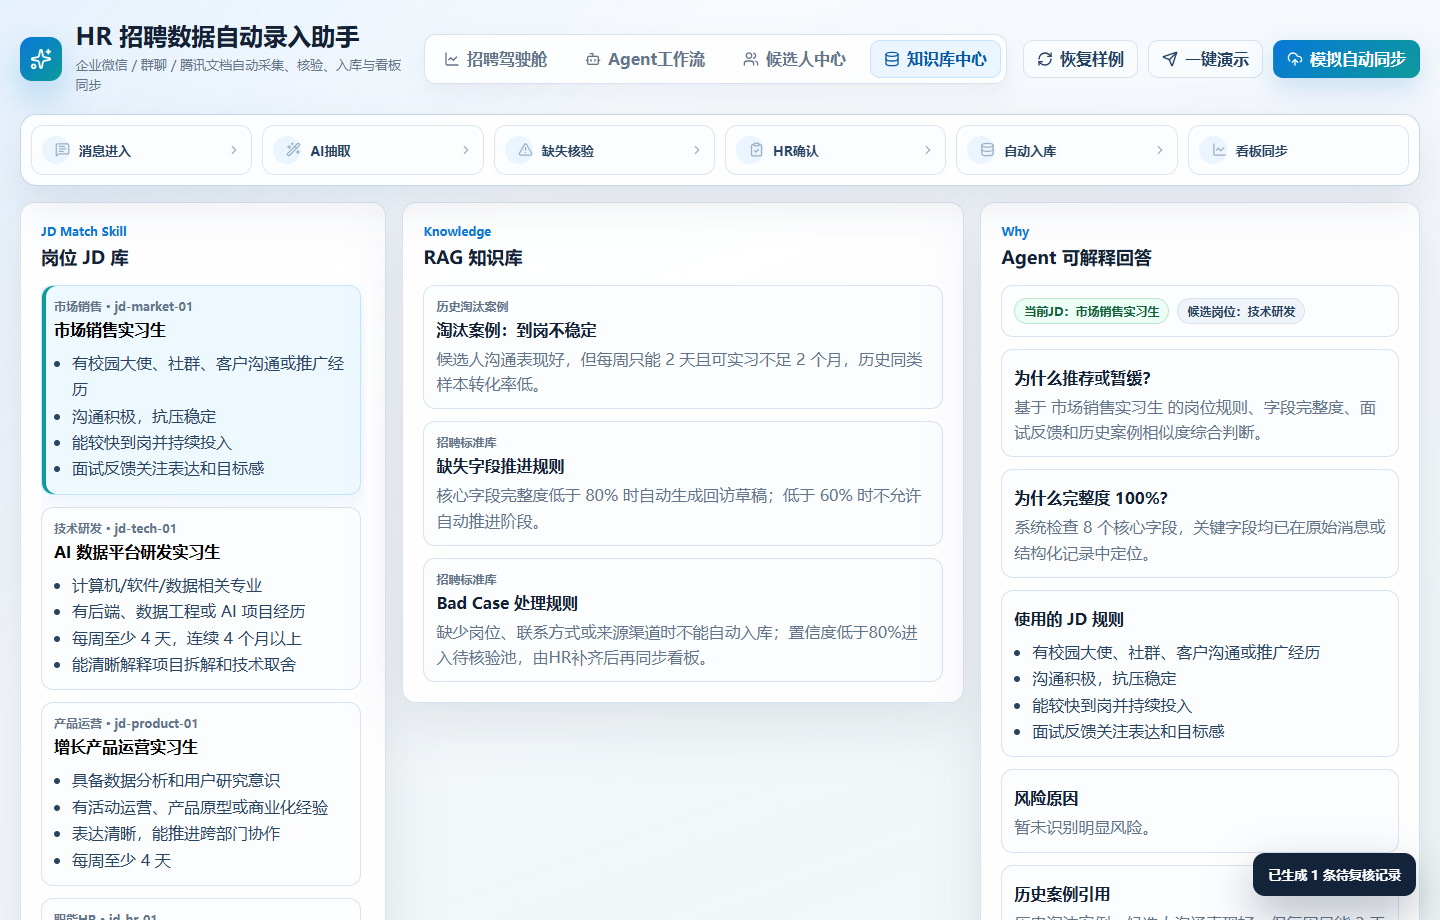 HR 招聘数据自动录入助手
企业微信 / 群聊 / 腾讯文档自动采集、核验、入库与看板
同步
招聘驾驶舱
Agent工作流
候选人中心
知识库中心
恢复样例
一键演示
模拟自动同步
消息进入
AI抽取
缺失核验
HR确认
自动入库
看板同步
JD Match Skill
岗位 JD 库
市场销售 • jd-market-01
市场销售实习生
有校园大使、社群、客户沟通或推广经
历
沟通积极，抗压稳定
能较快到岗并持续投入
面试反馈关注表达和目标感
技术研发 • jd-tech-01
AI 数据平台研发实习生
计算机/软件/数据相关专业
有后端、数据工程或 AI 项目经历
每周至少 4 天，连续 4 个月以上
能清晰解释项目拆解和技术取舍
产品运营 • jd-product-01
增长产品运营实习生
具备数据分析和用户研究意识
有活动运营、产品原型或商业化经验
表达清晰，能推进跨部门协作
每周至少 4 天
职能HR • jd-hr-01
Knowledge
RAG 知识库
历史淘汰案例
淘汰案例：到岗不稳定
候选人沟通表现好，但每周只能 2 天且可实习不足 2 个月，历史同类
样本转化率低。
招聘标准库
缺失字段推进规则
核心字段完整度低于 80% 时自动生成回访草稿；低于 60% 时不允许
自动推进阶段。
招聘标准库
Bad Case 处理规则
缺少岗位、联系方式或来源渠道时不能自动入库；置信度低于80%进
入待核验池，由HR补齐后再同步看板。
Why
Agent 可解释回答
当前JD：市场销售实习生
候选岗位：技术研发
为什么推荐或暂缓？
基于 市场销售实习生 的岗位规则、字段完整度、面
试反馈和历史案例相似度综合判断。
为什么完整度 100%？
系统检查 8 个核心字段，关键字段均已在原始消息或
结构化记录中定位。
使用的 JD 规则
有校园大使、社群、客户沟通或推广经历
沟通积极，抗压稳定
能较快到岗并持续投入
面试反馈关注表达和目标感
风险原因
暂未识别明显风险。
历史案例引用
历史淘汰案例，候选人沟通表现好，但每周只能 2 天
已生成 1 条待复核记录